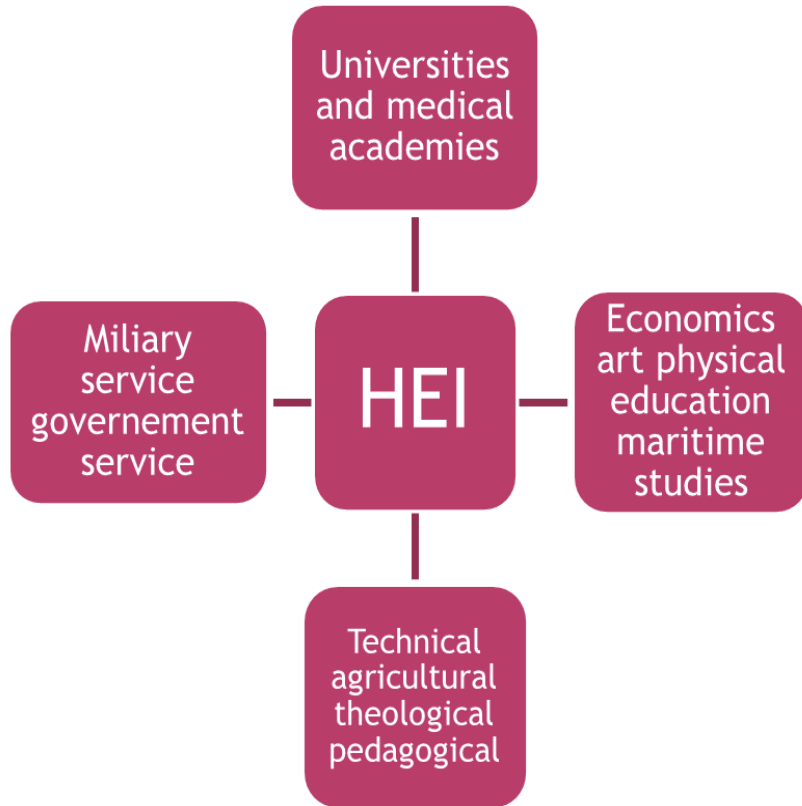 Universities
and medical
academies
Miliary
service
governement
service
HEI
Economics
art physical
education
maritime
studies
Technical
agricultural
theological
pedagogical